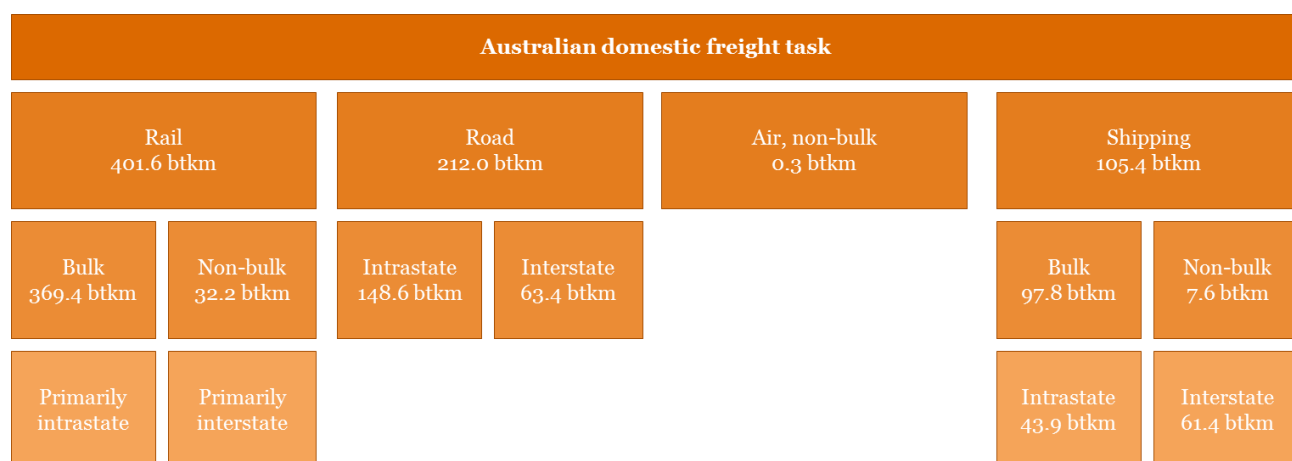 Australian domestic freight task
Rail
401.6 btkm
Road
212.0 btkm
Air, non-bulk
0.3 btkm
Shipping
105.4 btkm
Bulk
369.4 btkm
Non-bulk
32.2 btkm
Intrastate
148.6 btkm
Interstate
63.4 btkm
Bulk
97.8 btkm
Non-bulk
7.6 btkm
Primarily
intrastate
Primarily
interstate
Intrastate
43.9 btkm
Interstate
61.4 btkm